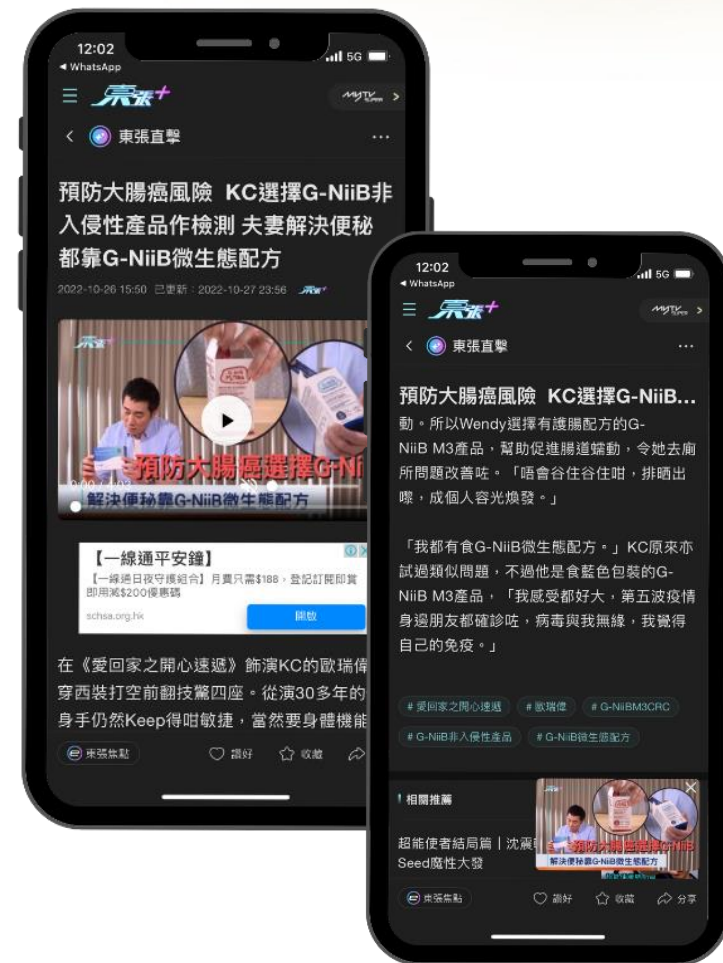 12:02
5G
◀ WhatsApp
東張+
myTV SUPER >
東張直擊
預防大腸癌風險 KC選擇G-NiiB非
入侵性產品作檢測 夫妻解決便秘
都靠G-NiiB微生態配方
2022-10-26 15:50 已更新：2022-10-27 23:56 東張+
東張+
預防大腸癌選擇G-Ni
解決便秘靠G-NiiB微生態配方
【一線通平安鐘】
【一線通日夜守護組合】月費只需$188，登記訂閱即賞
即用減$200優惠碼
schsa.org.hk
開啟
在《愛回家之開心速遞》飾演KC的歐瑞偉
穿西裝打空前翻技驚四座。從演30多年的
身手仍然Keep得咁敏捷，當然要身體機能
東張焦點
讚好
收藏
12:02
5G
◀ WhatsApp
東張+
myTV SUPER >
東張直擊
預防大腸癌風險 KC選擇G-NiiB...
動。所以Wendy選擇有護腸配方的G-
NiiB M3產品，幫助促進腸道蠕動，令她去廁
所問題改善咗。「唔會谷住谷住咁，排晒出
嚟，成個人容光煥發。」
「我都有食G-NiiB微生態配方。」KC原來亦
試過類似問題，不過他是食藍色包裝的G-
NiiB M3產品，「我感受都好大，第五波疫情
身邊朋友都確診咗，病毒與我無緣，我覺得
自己的免疫。」
# 愛回家之開心速遞
# 歐瑞偉
# G-NiiBM3CRC
# G-NiiB非入侵性產品
# G-NiiB微生態配方
相關推薦
超能使者結局篇｜沈震
Seed魔性大發
預防大腸癌選擇G-NiiB
解決便秘靠G-NiiB微生態配方
東張焦點
讚好
收藏
分享